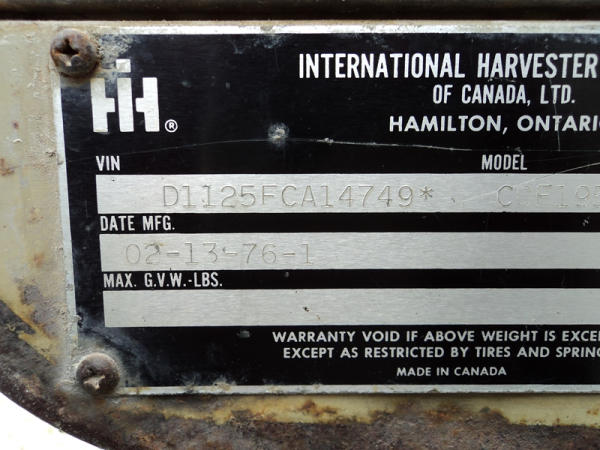 IH ®
INTERNATIONAL HARVESTER
OF CANADA, LTD.
HAMILTON, ONTARI
VIN MODEL
D1125FCA14749*
DATE MFG.
02-13-76-1
MAX. G.V.W.-LBS.
WARRANTY VOID IF ABOVE WEIGHT IS EXCE
EXCEPT AS RESTRICTED BY TIRES AND SPRIN
MADE IN CANADA